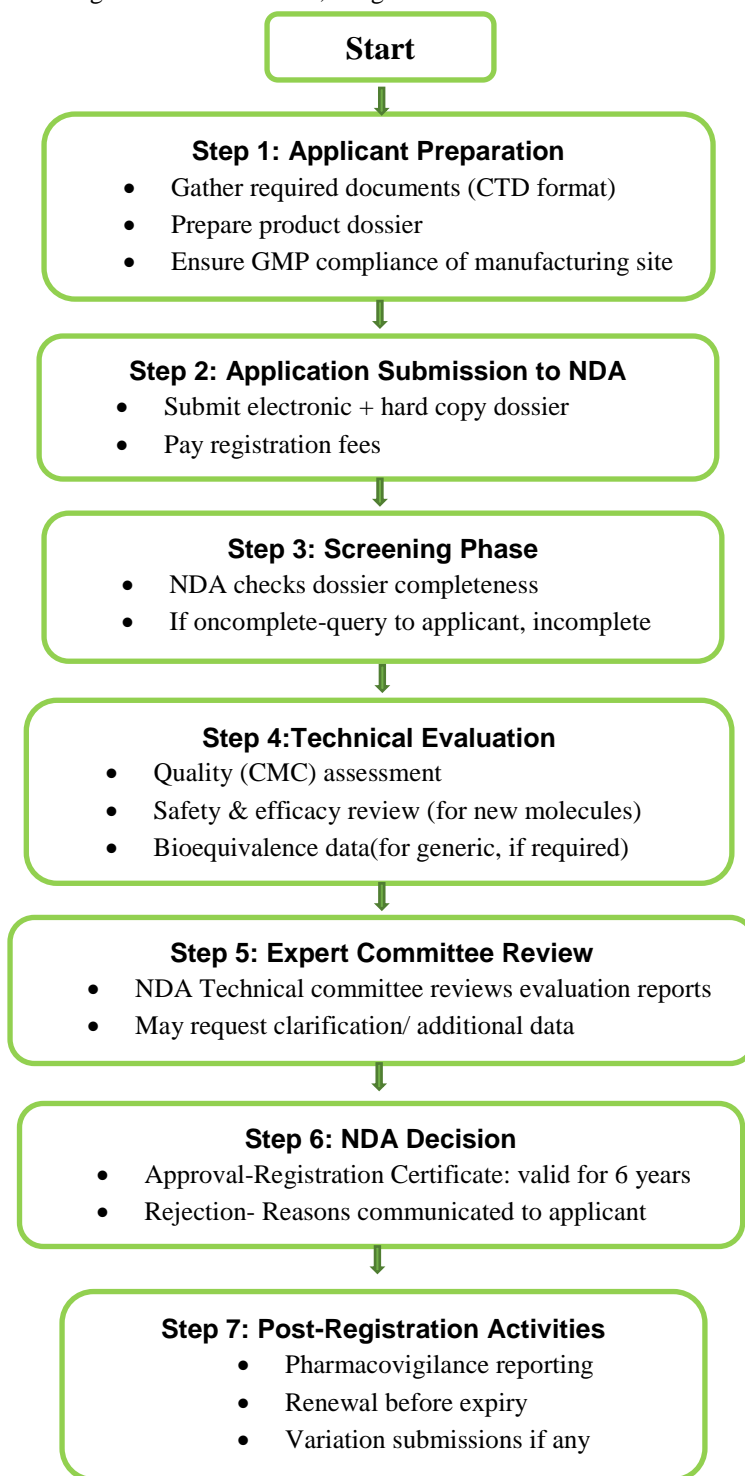 Start
Step 1: Applicant Preparation
• Gather required documents (CTD format)
• Prepare product dossier
• Ensure GMP compliance of manufacturing site
Step 2: Application Submission to NDA
• Submit electronic + hard copy dossier
• Pay registration fees
Step 3: Screening Phase
• NDA checks dossier completeness
• If oncomplete-query to applicant, incomplete
Step 4:Technical Evaluation
• Quality (CMC) assessment
• Safety & efficacy review (for new molecules)
• Bioequivalence data(for generic, if required)
Step 5: Expert Committee Review
• NDA Technical committee reviews evaluation reports
• May request clarification/ additional data
Step 6: NDA Decision
• Approval-Registration Certificate: valid for 6 years
• Rejection- Reasons communicated to applicant
Step 7: Post-Registration Activities
• Pharmacovigilance reporting
• Renewal before expiry
• Variation submissions if any